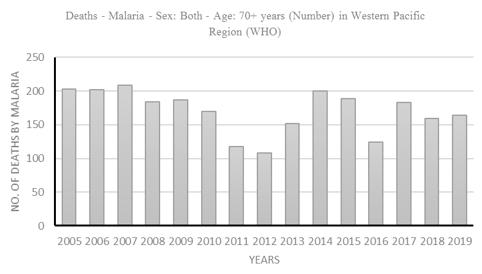 Deaths - Malaria - Sex: Both - Age: 70+ years (Number) in Western Pacific
Region (WHO)
NO. OF DEATHS BY MALARIA
250
200
150
100
50
0
2005 2006 2007 2008 2009 2010 2011 2012 2013 2014 2015 2016 2017 2018 2019
YEARS